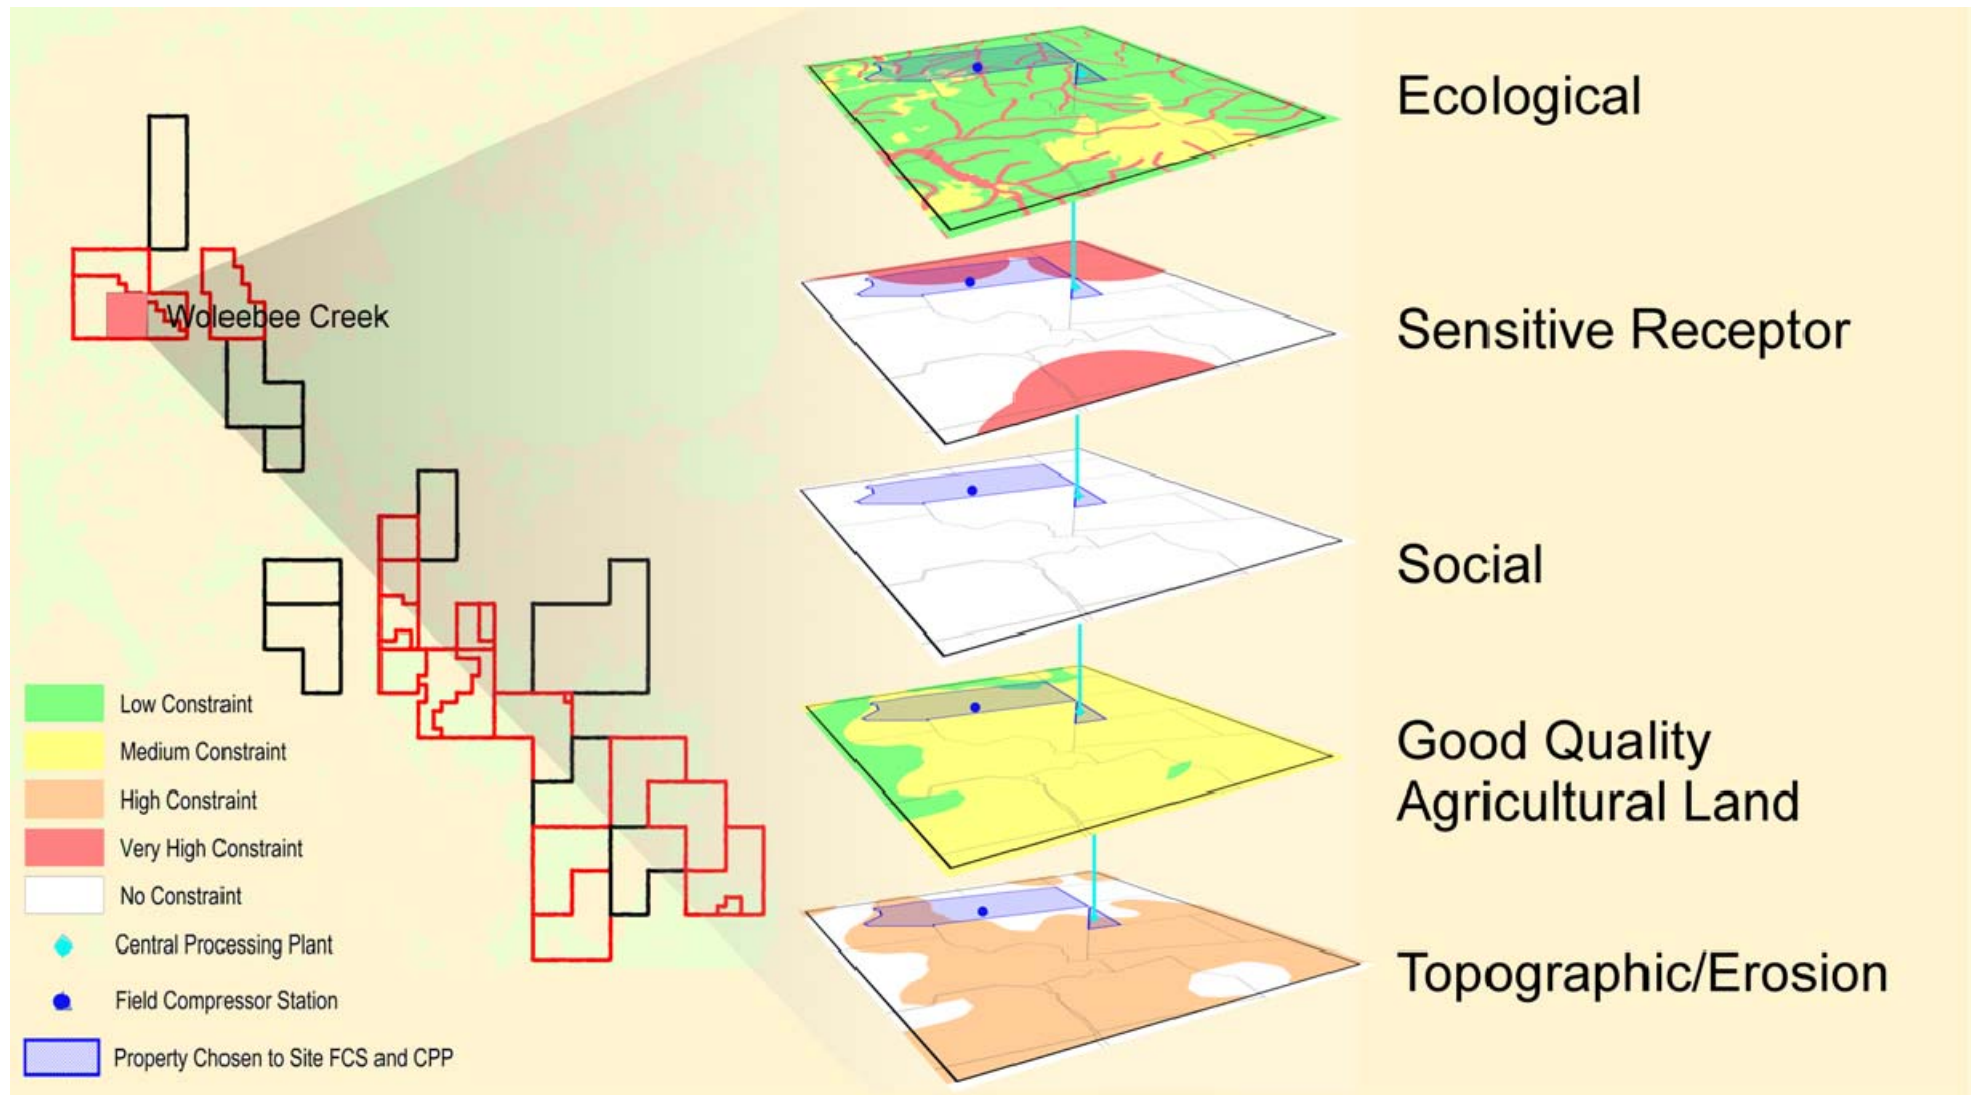 Ecological
Woleebee Creek
Sensitive Receptor
Social
Low Constraint
Medium Constraint
High Constraint
Very High Constraint
No Constraint
Central Processing Plant
Field Compressor Station
Property Chosen to Site FCS and CPP
Good Quality
Agricultural Land
Topographic/Erosion